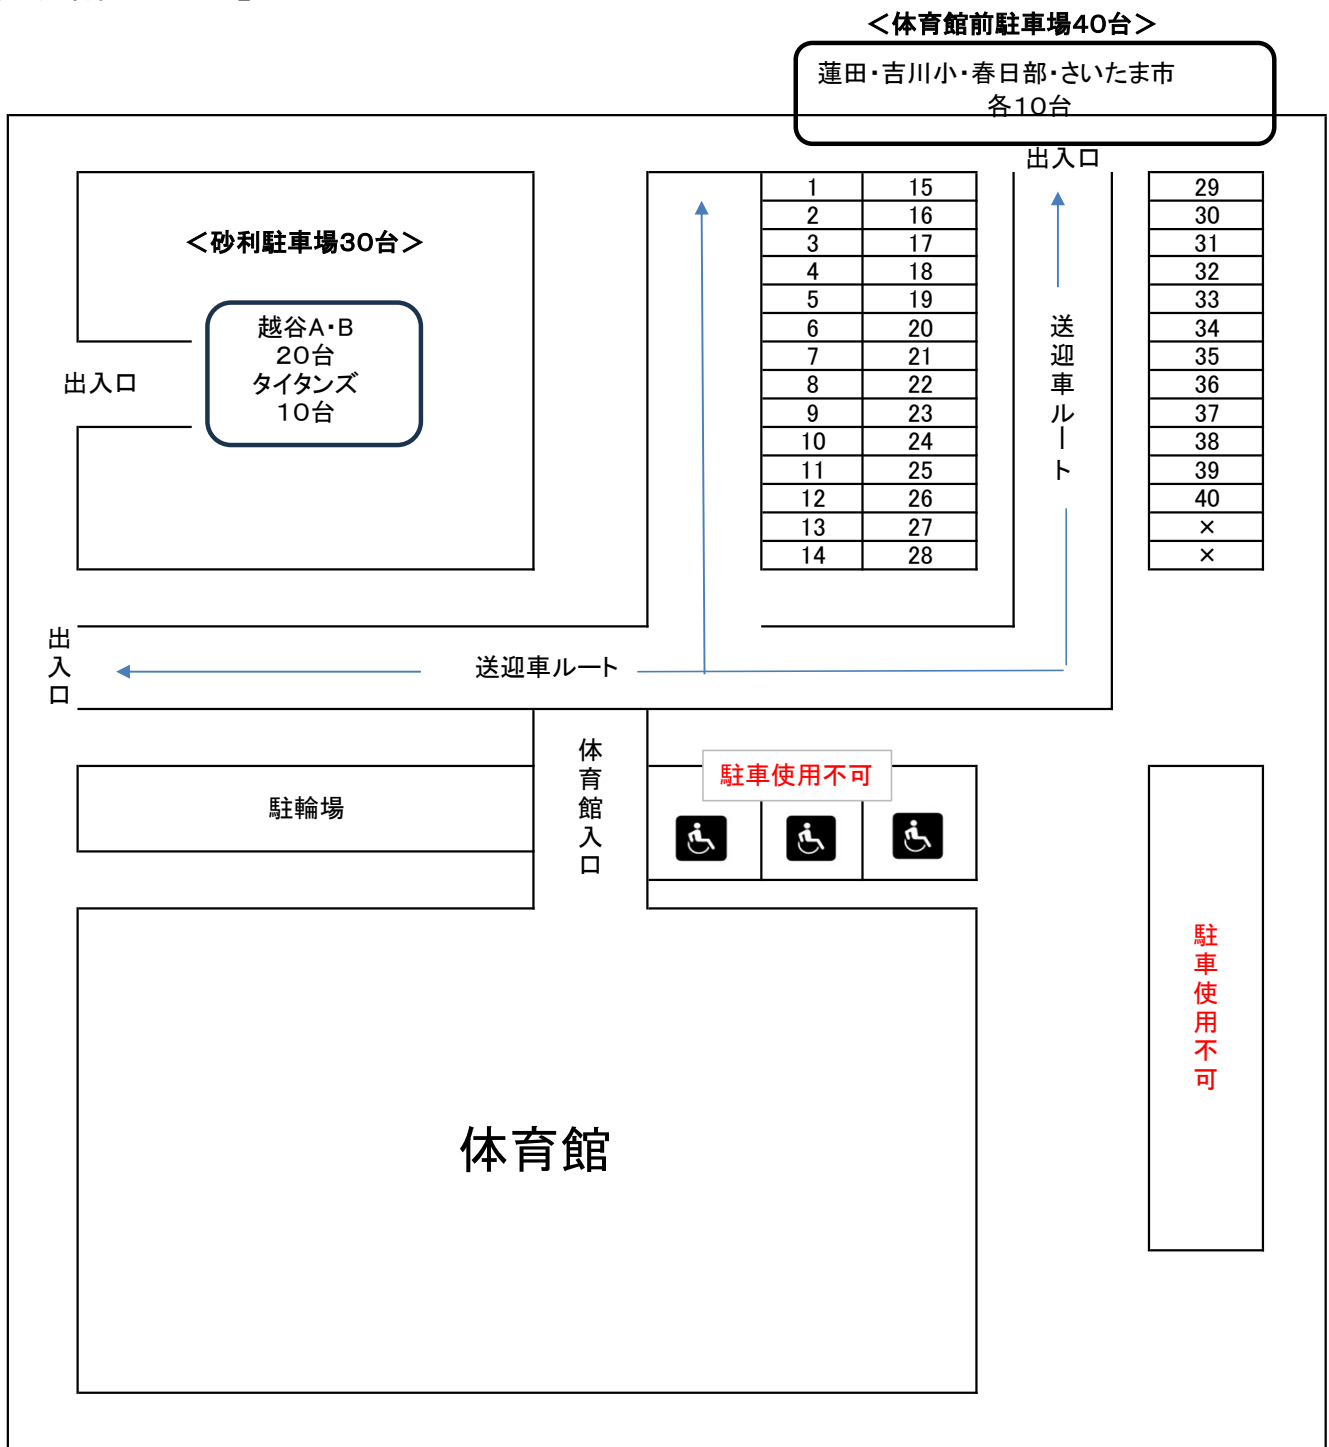 ＜体育館前駐車場40台＞
蓮田・吉川小・春日部・さいたま市
各10台
出入口
＜砂利駐車場30台＞
越谷A・B
20台
タイタンズ
10台
出入口
1 15 29
2 16 30
3 17 31
4 18 32
5 19 33
6 20 34
7 21 35
8 22 36
9 23 37
10 24 38
11 25 39
12 26 40
13 27 ×
14 28 ×
送迎車ルート
出入口
送迎車ルート
体育館入口
駐車使用不可
駐輪場
駐車使用不可
体育館